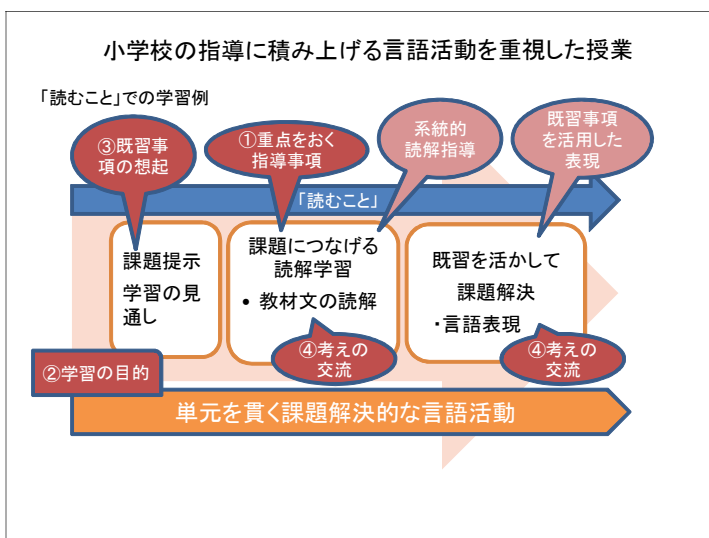 小学校の指導に積み上げる言語活動を重視した授業
「読むこと」での学習例
③既習事
項の想起
①重点をおく
指導事項
系統的
読解指導
既習事項
を活用した
表現
「読むこと」
課題提示
学習の見
通し
課題につなげる
読解学習
• 教材文の読解
既習を活かして
課題解決
・言語表現
④考えの
交流
④考えの
交流
②学習の目的
単元を貫く課題解決的な言語活動